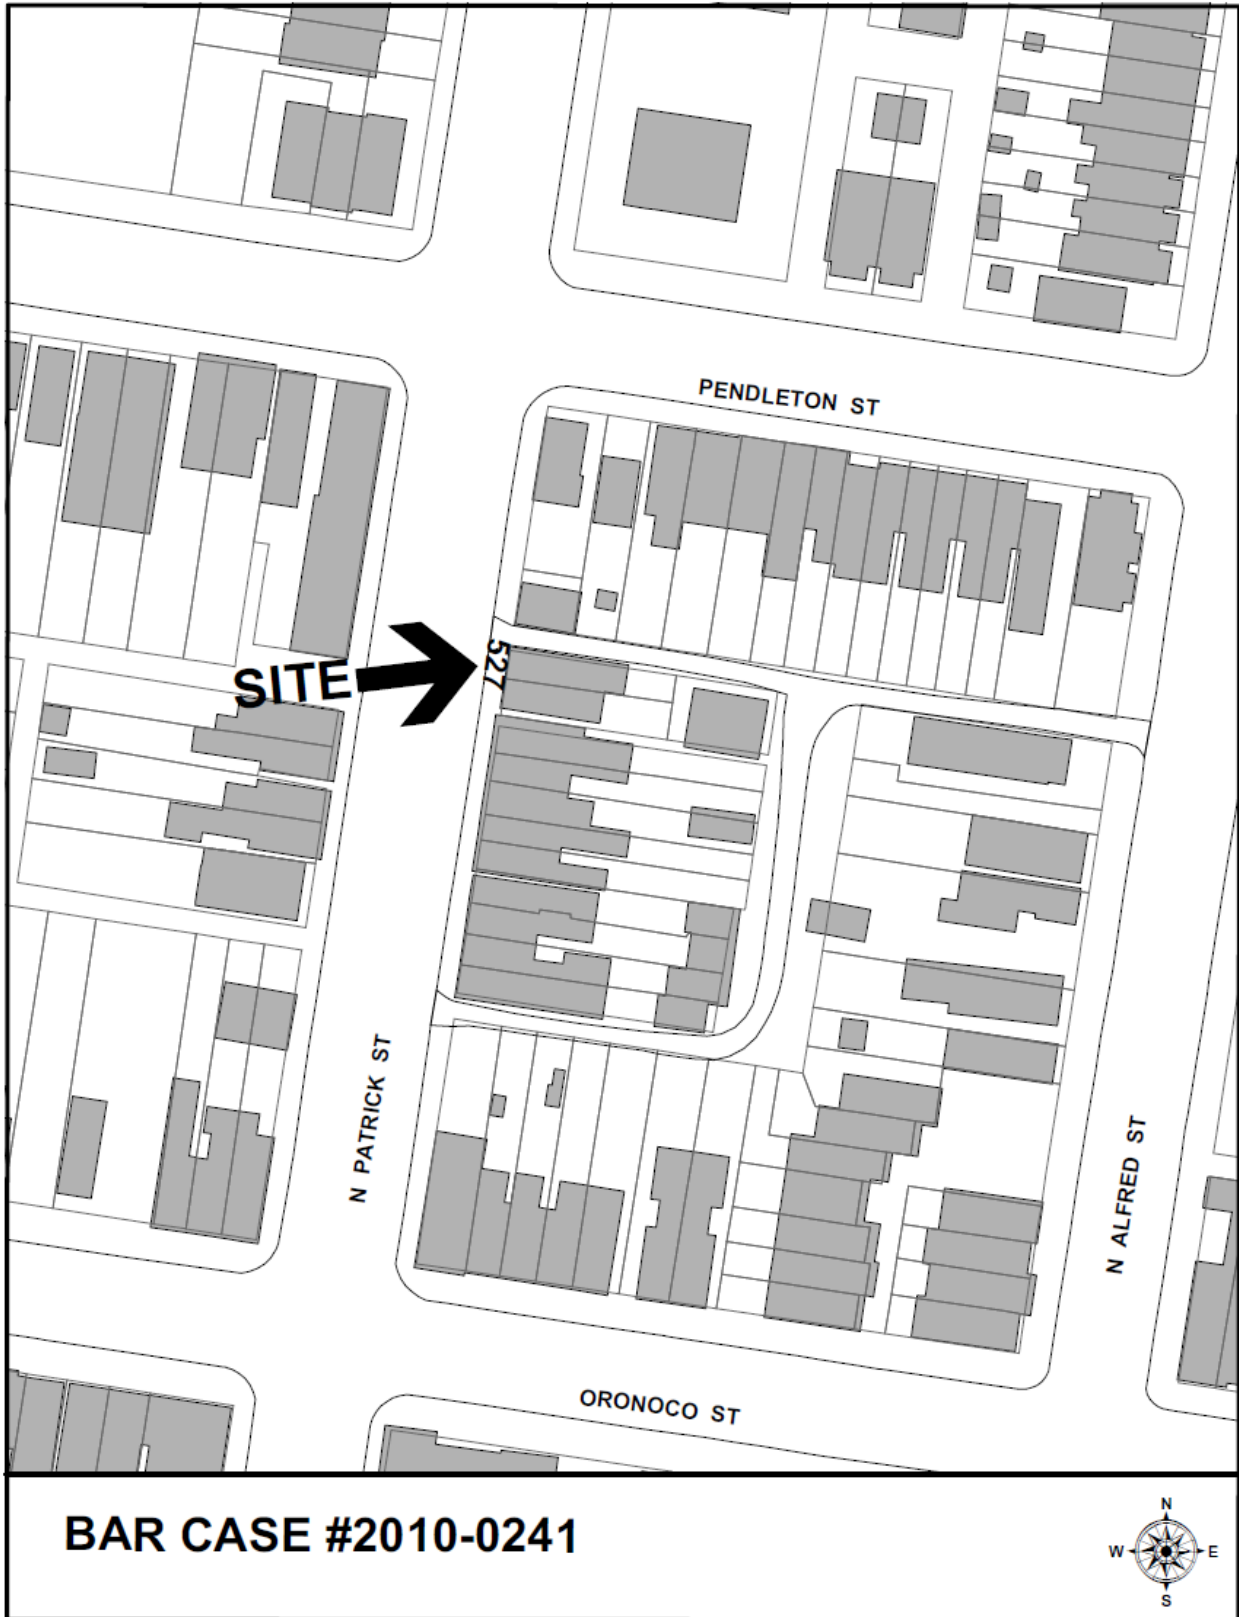 PENDLETON ST
527
SITE
N PATRICK ST
N ALFRED ST
ORONOCO ST
BAR CASE #2010-0241
N
W E
S